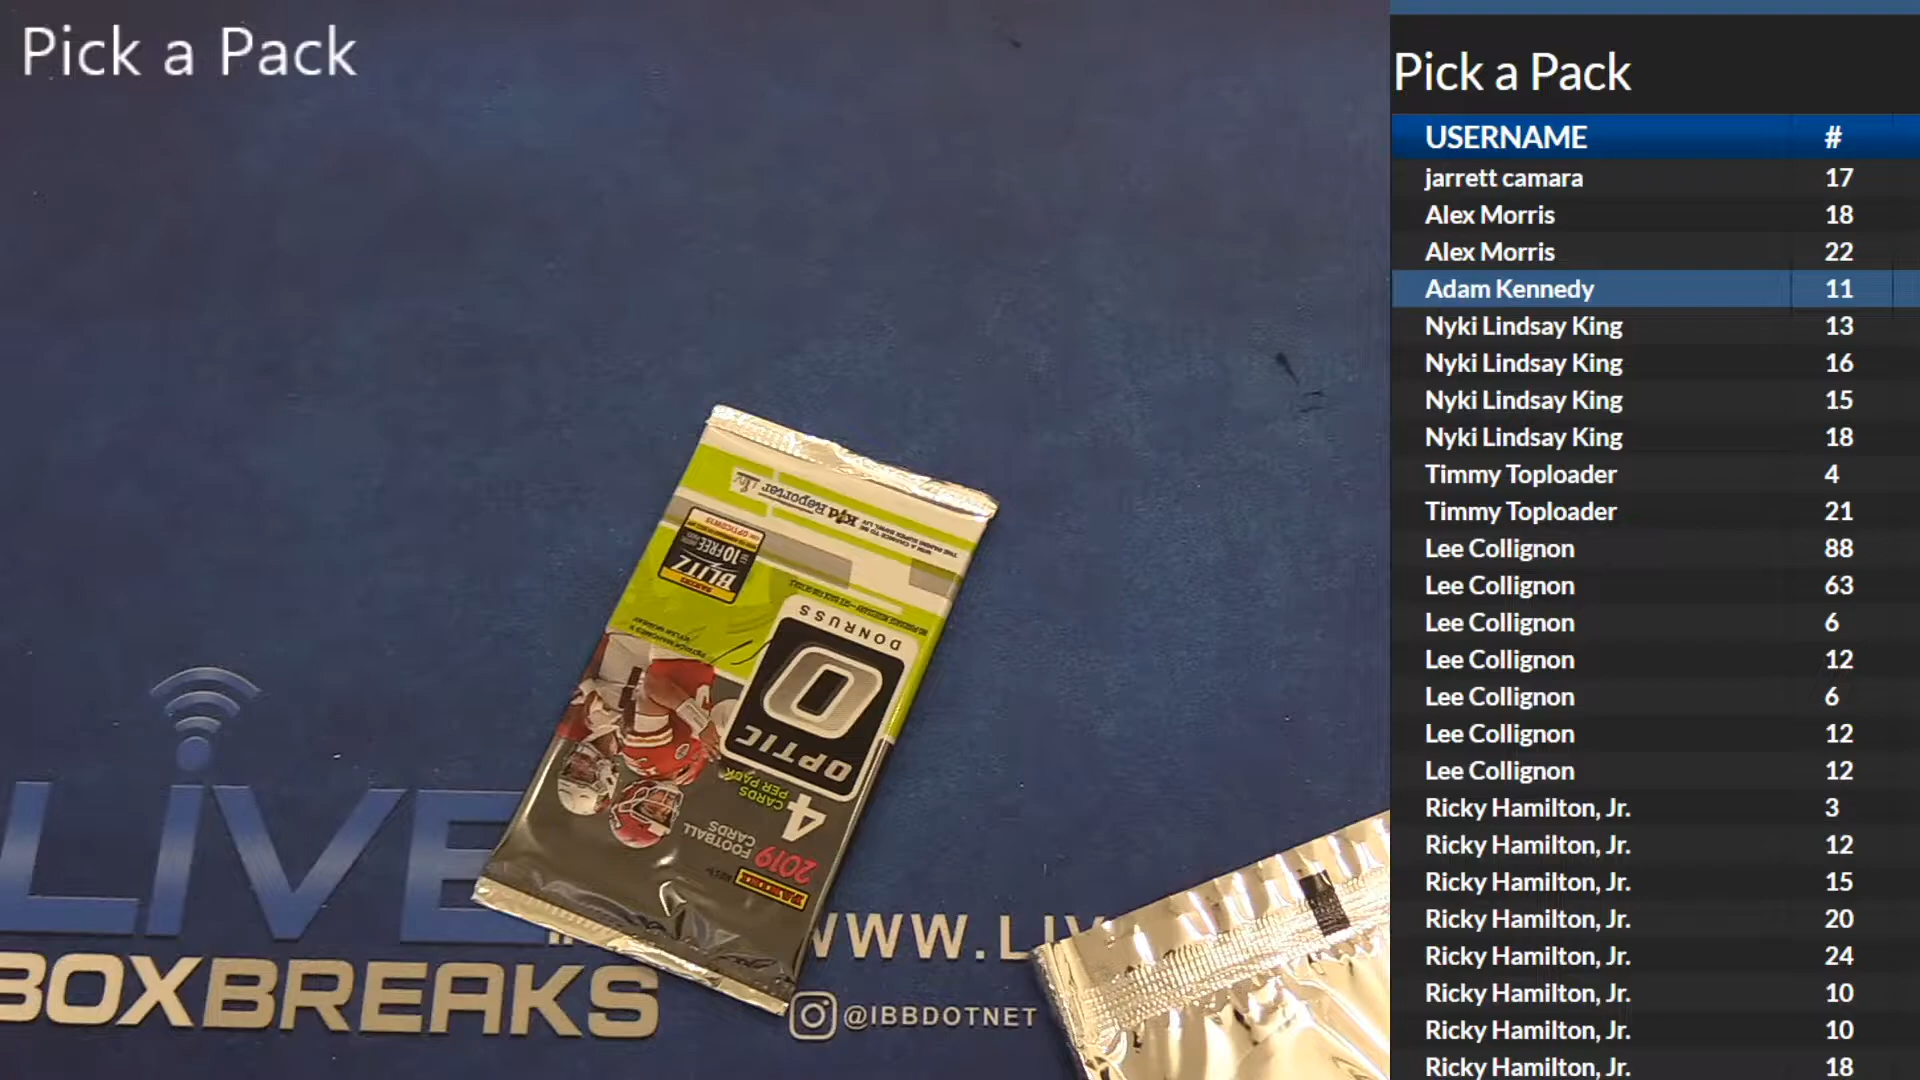 Pick a Pack
Kid Reporter
BLITZ
10 FREE
DONRUSS
OPTIC
4
CARDS
PER PACK
2019
FOOTBALL
CARDS
PANINI
LIVE
BOXBREAKS
WWW.LIV
@IBBDOTNET
Pick a Pack
USERNAME #
jarrett camara 17
Alex Morris 18
Alex Morris 22
Adam Kennedy 11
Nyki Lindsay King 13
Nyki Lindsay King 16
Nyki Lindsay King 15
Nyki Lindsay King 18
Timmy Toploader 4
Timmy Toploader 21
Lee Collignon 88
Lee Collignon 63
Lee Collignon 6
Lee Collignon 12
Lee Collignon 6
Lee Collignon 12
Lee Collignon 12
Ricky Hamilton, Jr. 3
Ricky Hamilton, Jr. 12
Ricky Hamilton, Jr. 15
Ricky Hamilton, Jr. 20
Ricky Hamilton, Jr. 24
Ricky Hamilton, Jr. 10
Ricky Hamilton, Jr. 10
Ricky Hamilton, Jr. 18